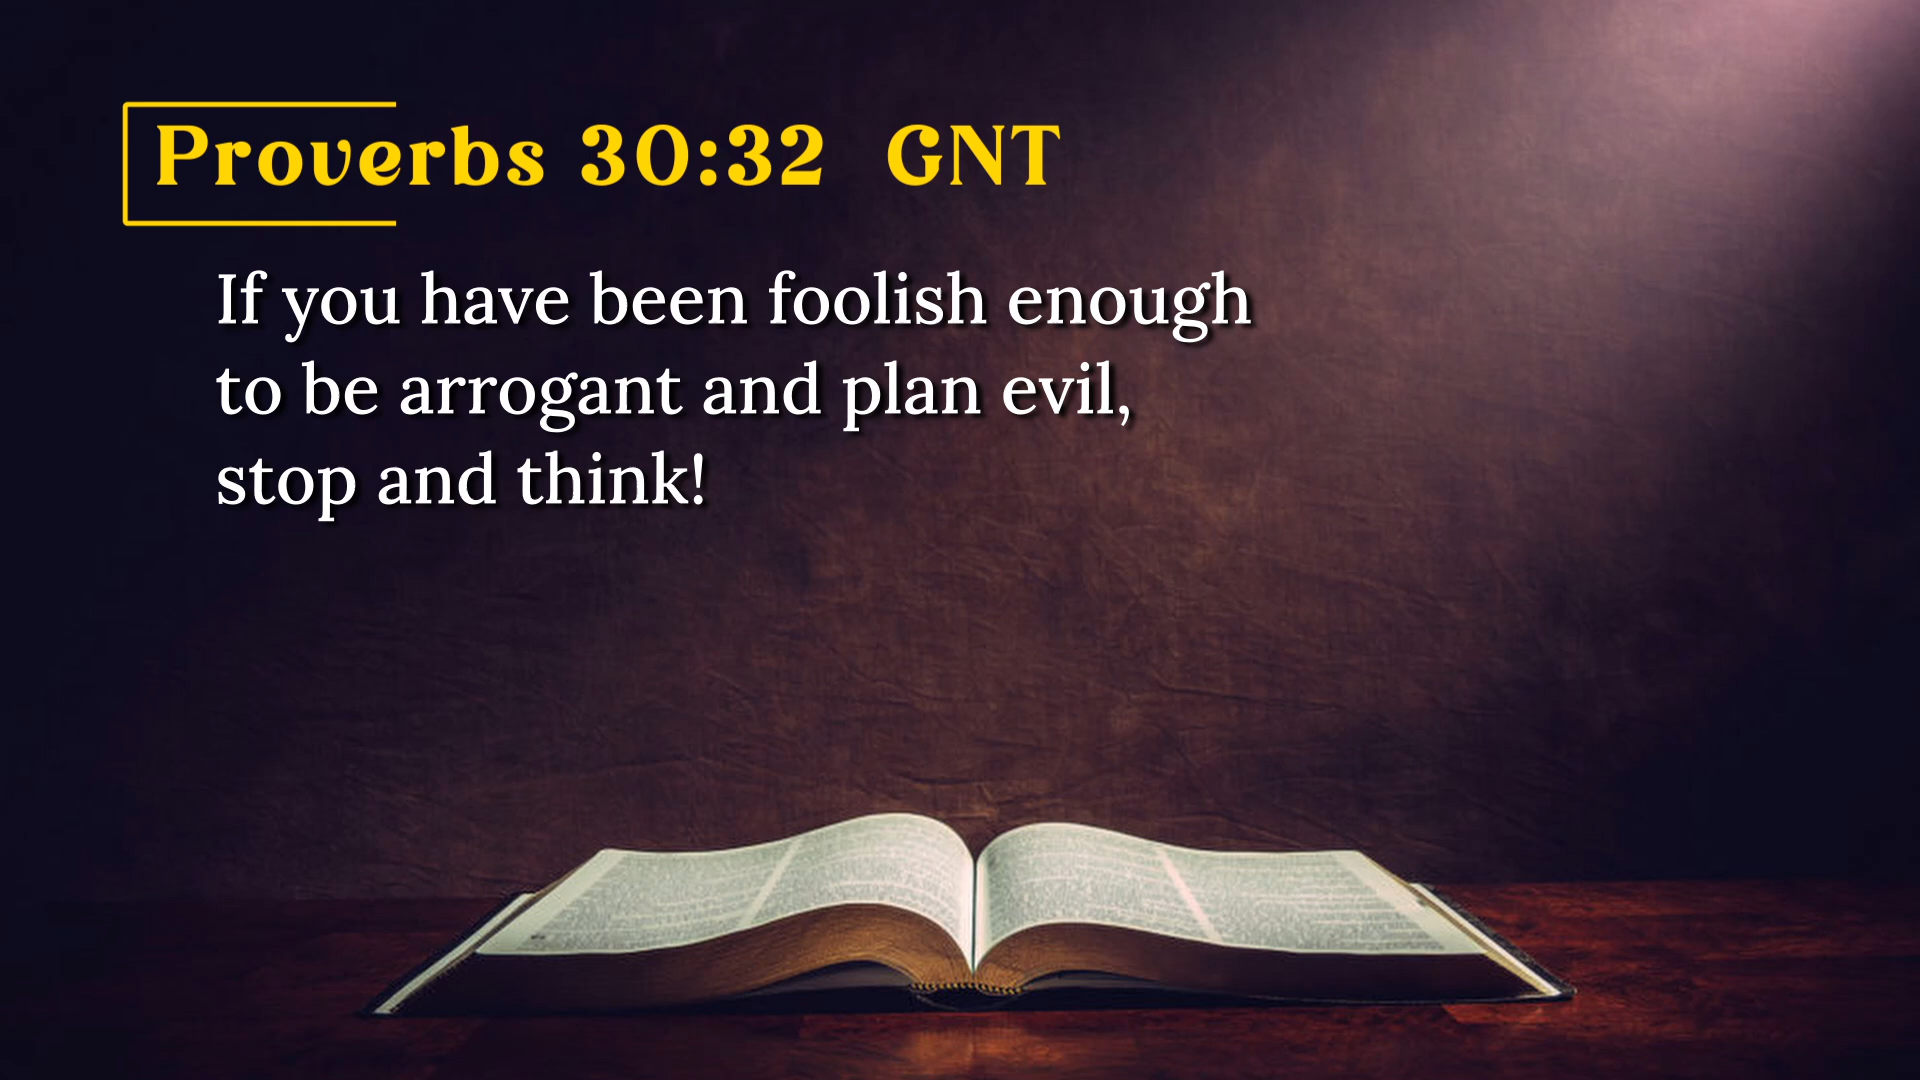 Proverbs 30:32 GNT
If you have been foolish enough
to be arrogant and plan evil,
stop and think!